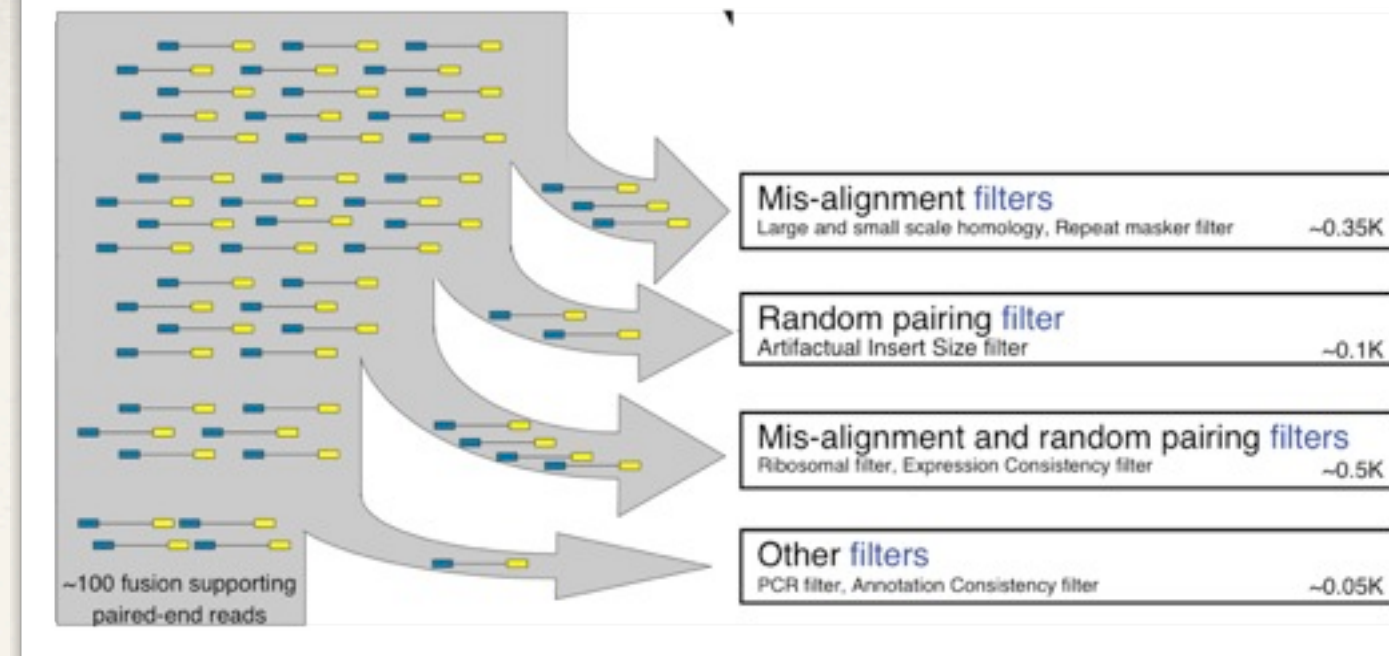 Mis-alignment filters
Large and small scale homology, Repeat masker filter ~0.35K
Random pairing filter
Artifactual Insert Size filter ~0.1K
Mis-alignment and random pairing filters
Ribosomal filter, Expression Consistency filter ~0.5K
Other filters
PCR filter, Annotation Consistency filter ~0.05K
~100 fusion supporting
paired-end reads